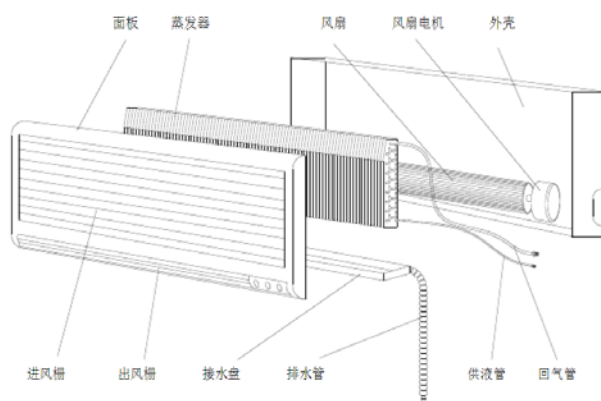 面板 蒸发器 风扇 风扇电机 外壳
进风栅 出风栅 接水盘 排水管 供液管 回气管